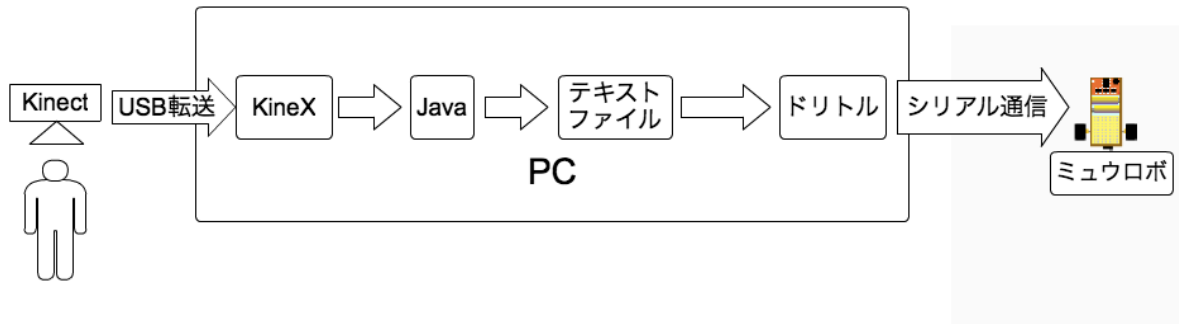 Kinect
USB転送
KineX
Java
テキスト
ファイル
ドリトル
シリアル通信
PC
ミュウロボ